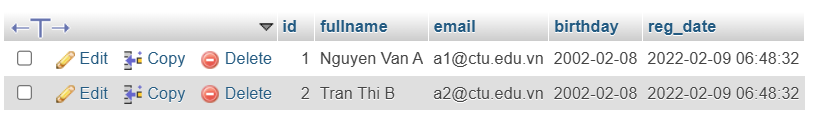 id fullname email birthday reg_date
Edit Copy Delete 1 Nguyen Van A a1@ctu.edu.vn 2002-02-08 2022-02-09 06:48:32
Edit Copy Delete 2 Tran Thi B a2@ctu.edu.vn 2002-02-08 2022-02-09 06:48:32